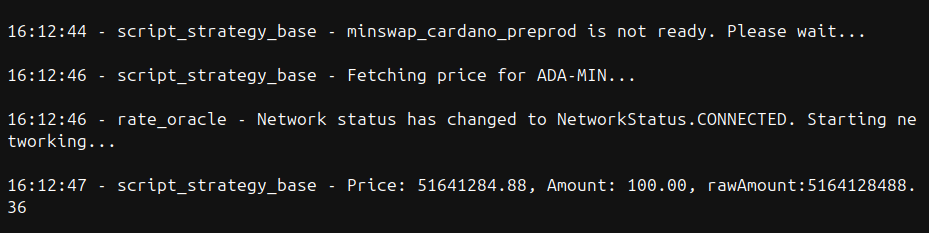 16:12:44 - script_strategy_base - minswap_cardano_preprod is not ready. Please wait...
16:12:46 - script_strategy_base - Fetching price for ADA-MIN...
16:12:46 - rate_oracle - Network status has changed to NetworkStatus.CONNECTED. Starting ne
tworking...
16:12:47 - script_strategy_base - Price: 51641284.88, Amount: 100.00, rawAmount:5164128488.
36